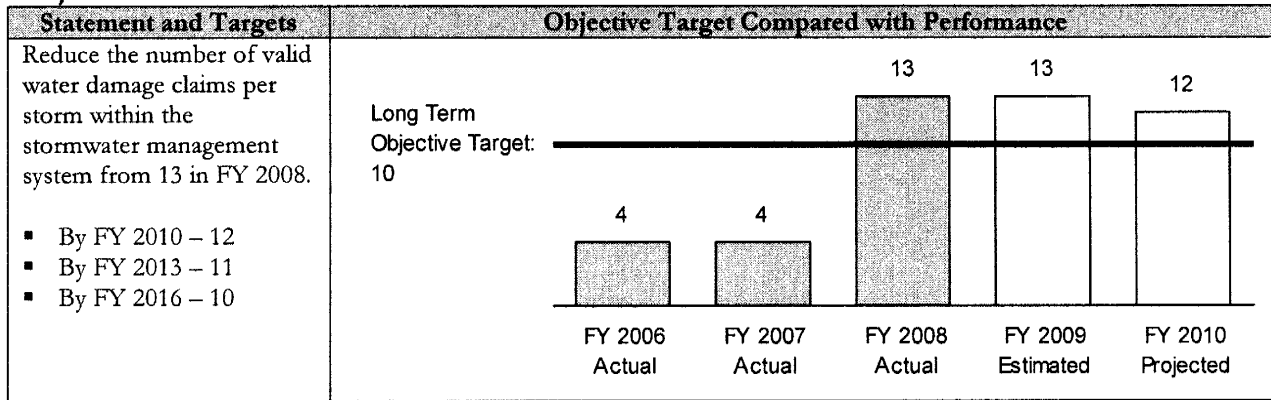 Statement and Targets
Objective Target Compared with Performance
Reduce the number of valid
water damage claims per
storm within the
stormwater management
system from 13 in FY 2008.
▪ By FY 2010 – 12
▪ By FY 2013 – 11
▪ By FY 2016 – 10
Long Term
Objective Target:
10
4
4
13
13
12
FY 2006
Actual
FY 2007
Actual
FY 2008
Actual
FY 2009
Estimated
FY 2010
Projected